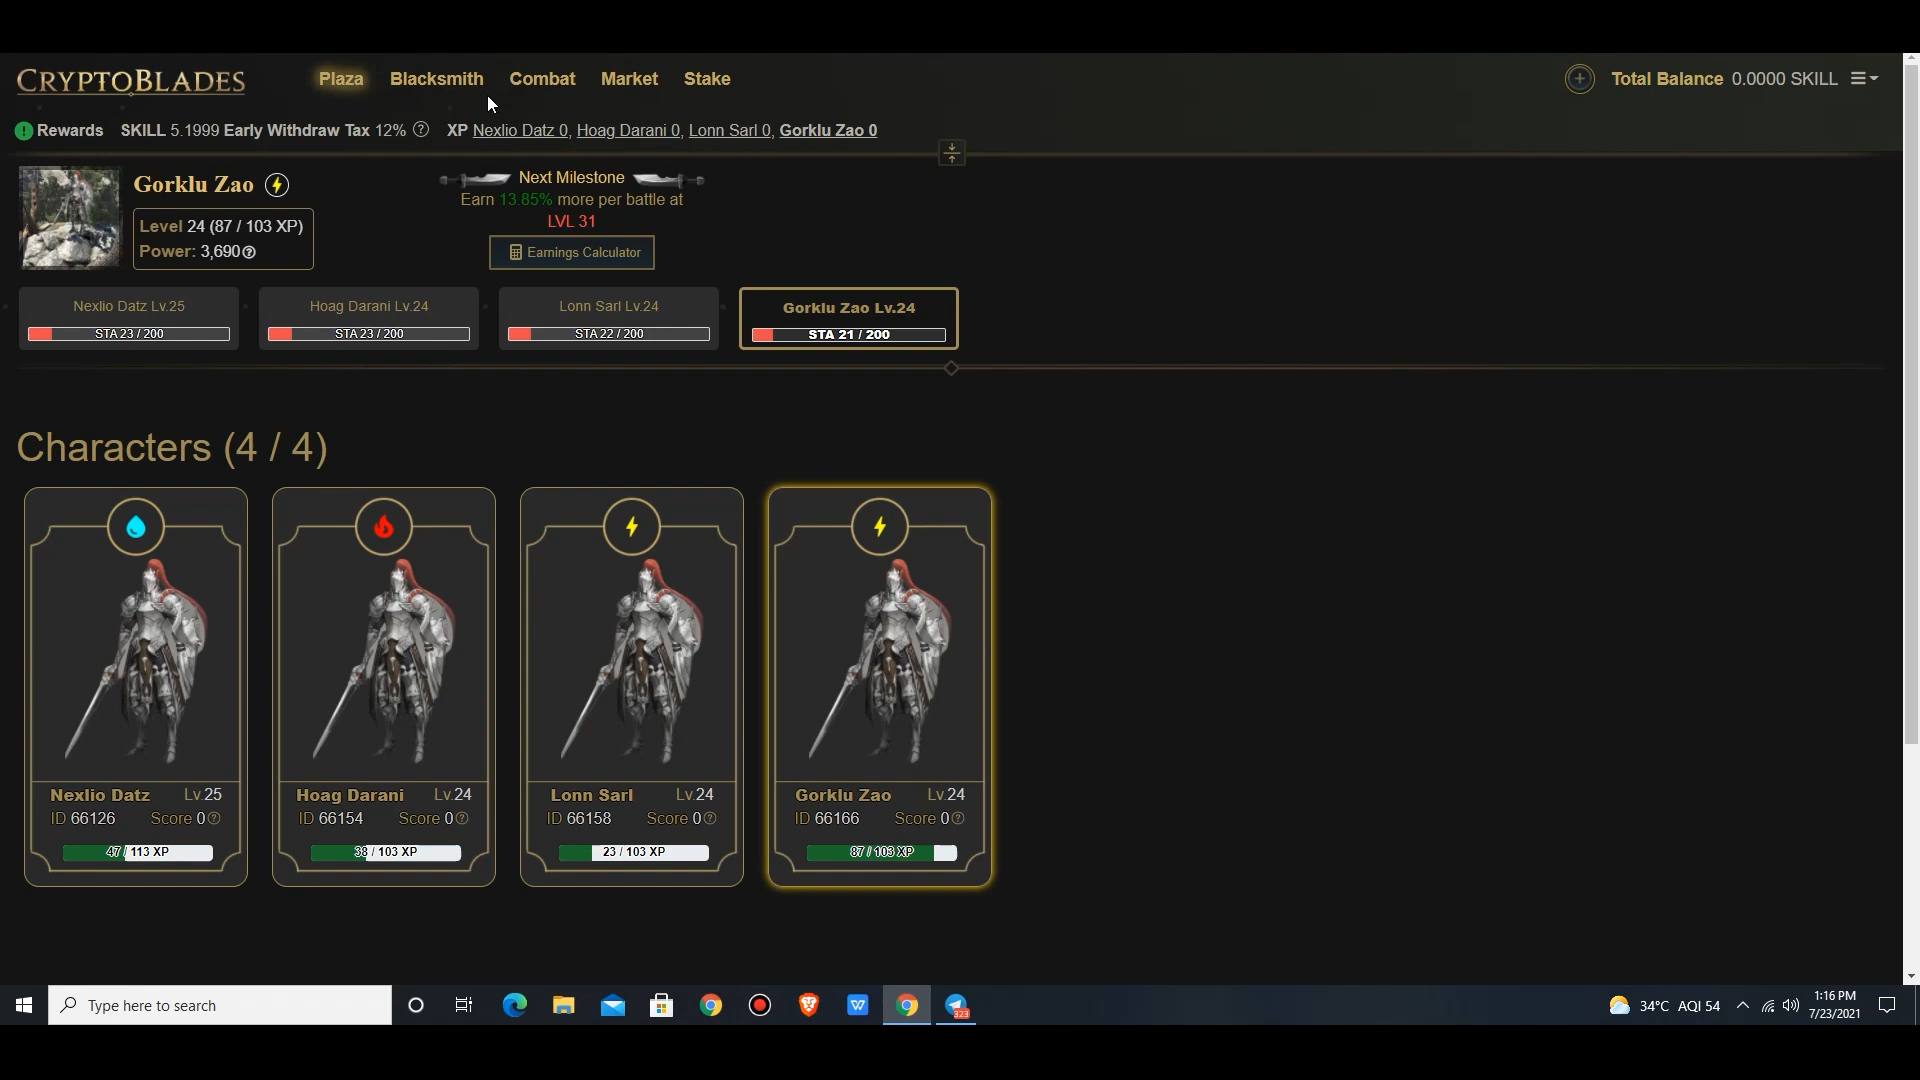 CRYPTOBLADES Plaza Blacksmith Combat Market Stake Total Balance 0.0000 SKILL
Rewards SKILL 5.1999 Early Withdraw Tax 12% XP Nexlio Datz 0, Hoag Darani 0, Lonn Sarl 0, Gorklu Zao 0
Gorklu Zao
Level 24 (87 / 103 XP)
Power: 3,690
Next Milestone
Earn 13.85% more per battle at
LVL 31
Earnings Calculator
Nexlio Datz Lv.25
STA 23 / 200
Hoag Darani Lv.24
STA 23 / 200
Lonn Sarl Lv.24
STA 22 / 200
Gorklu Zao Lv.24
STA 21 / 200
Characters (4 / 4)
Nexlio Datz Lv.25
ID 66126 Score 0
47 / 113 XP
Hoag Darani Lv.24
ID 66154 Score 0
38 / 103 XP
Lonn Sarl Lv.24
ID 66158 Score 0
23 / 103 XP
Gorklu Zao Lv.24
ID 66166 Score 0
87 / 103 XP
Type here to search
323
34°C AQI 54
1:16 PM
7/23/2021